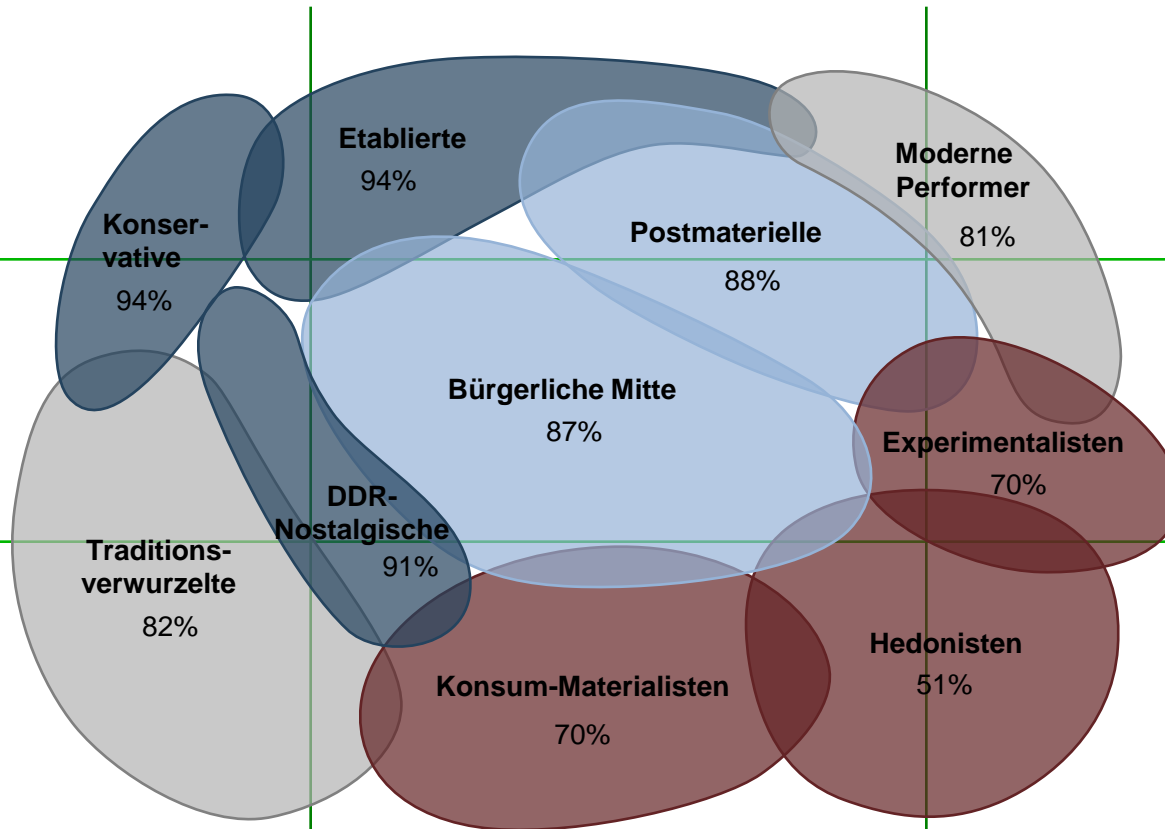 Etablierte
94%
Moderne
Performer
81%
Konser-
vative
94%
Postmaterielle
88%
Bürgerliche Mitte
87%
Experimentalisten
70%
DDR-
Nostalgische
91%
Traditions-
verwurzelte
82%
Hedonisten
51%
Konsum-Materialisten
70%